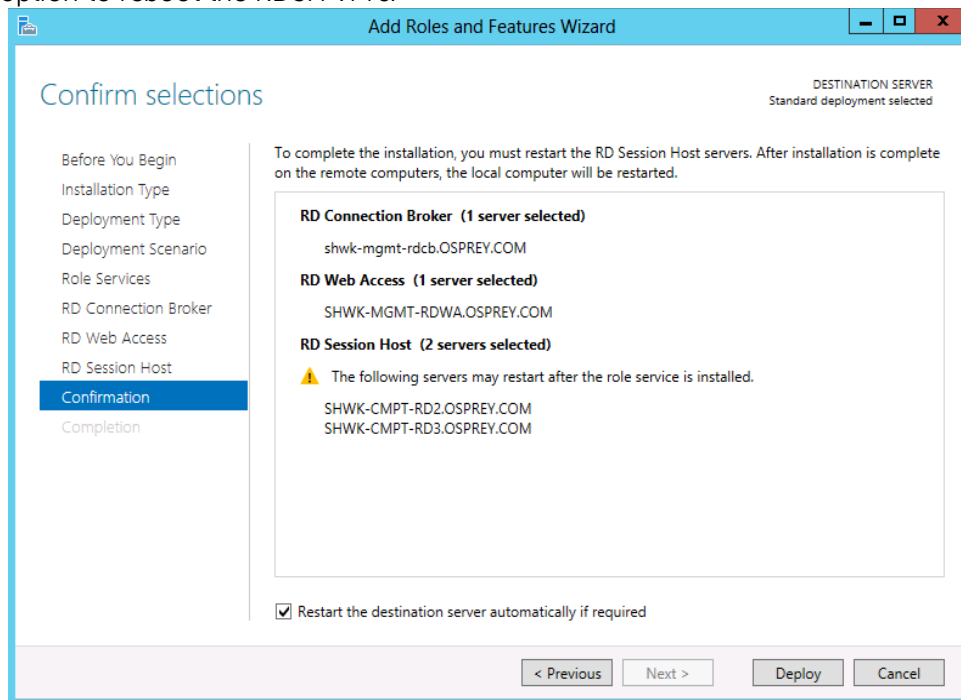 option to reboot the RDSH VMs.
Add Roles and Features Wizard
Confirm selections
DESTINATION SERVER
Standard deployment selected
Before You Begin
Installation Type
Deployment Type
Deployment Scenario
Role Services
RD Connection Broker
RD Web Access
RD Session Host
Confirmation
Completion
To complete the installation, you must restart the RD Session Host servers. After installation is complete
on the remote computers, the local computer will be restarted.
RD Connection Broker (1 server selected)
shwk-mgmt-rdcb.OSPREY.COM
RD Web Access (1 server selected)
SHWK-MGMT-RDWA.OSPREY.COM
RD Session Host (2 servers selected)
The following servers may restart after the role service is installed.
SHWK-CMPT-RD2.OSPREY.COM
SHWK-CMPT-RD3.OSPREY.COM
Restart the destination server automatically if required
< Previous
Next >
Deploy
Cancel